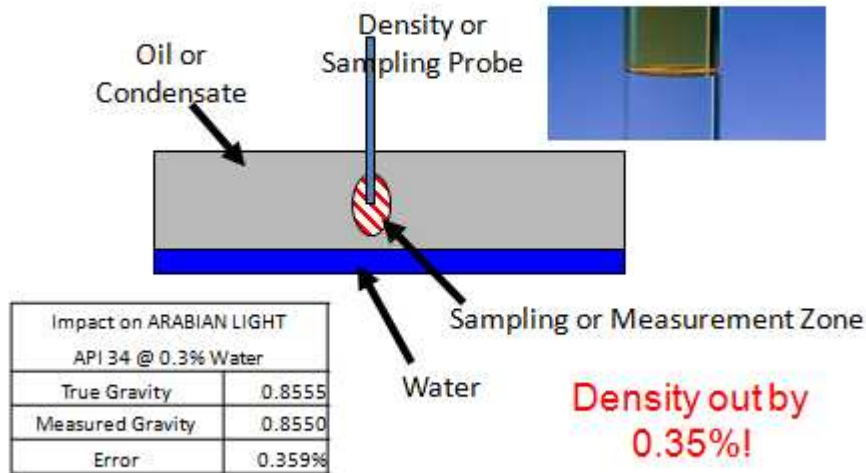 Density or
Sampling Probe
Oil or
Condensate
Sampling or Measurement Zone
Water
Impact on ARABIAN LIGHT
API 34 @ 0.3% Water
True Gravity 0.8555
Measured Gravity 0.8550
Error 0.359%
Density out by
0.35%!